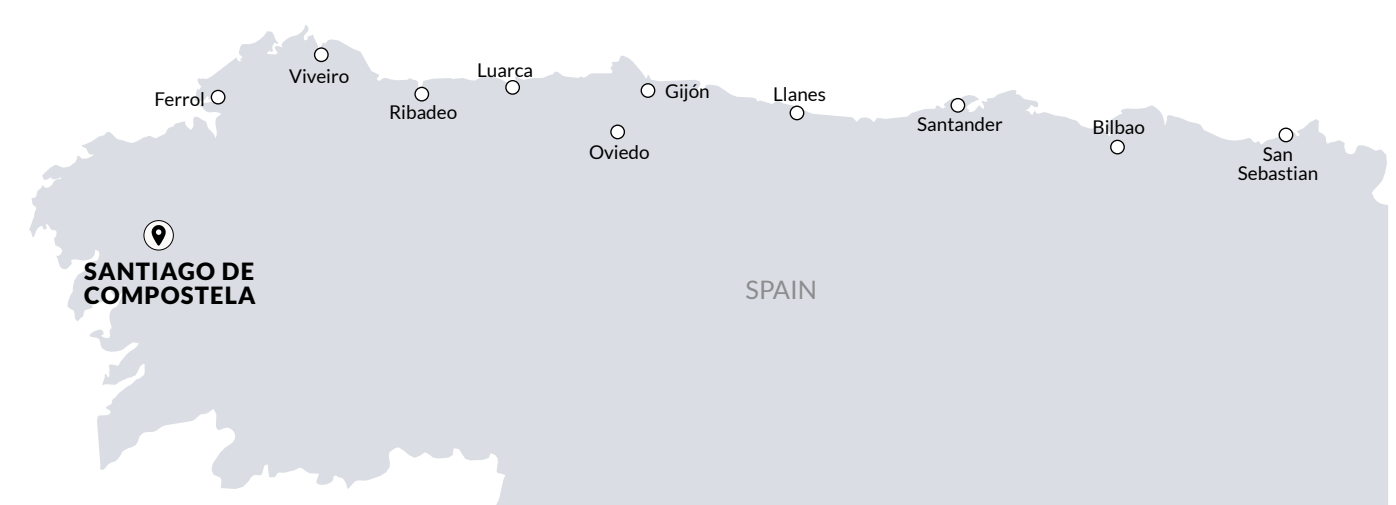 Viveiro
Luarca
Ferrol
Gijón
Ribadeo
Llanes
Santander
Bilbao
Oviedo
San
Sebastian
SANTIAGO DE
COMPOSTELA
SPAIN